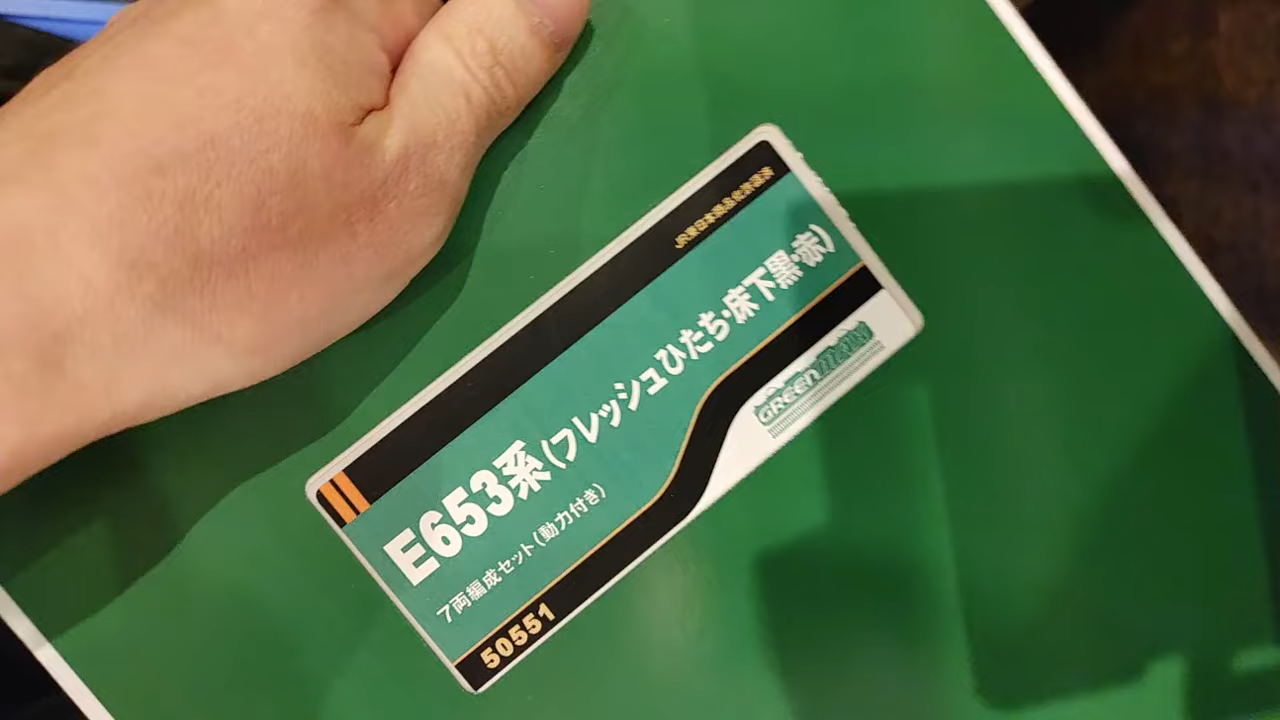 JR東日本商品化許諾済
E653系(フレッシュひたち・床下黒・赤)
7両編成セット(動力付き)
GREENMAX
50551